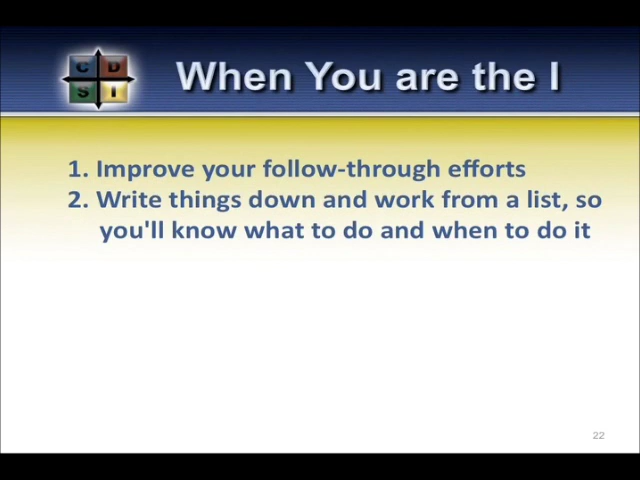 C D
S I
When You are the I
1. Improve your follow-through efforts
2. Write things down and work from a list, so
you'll know what to do and when to do it
22